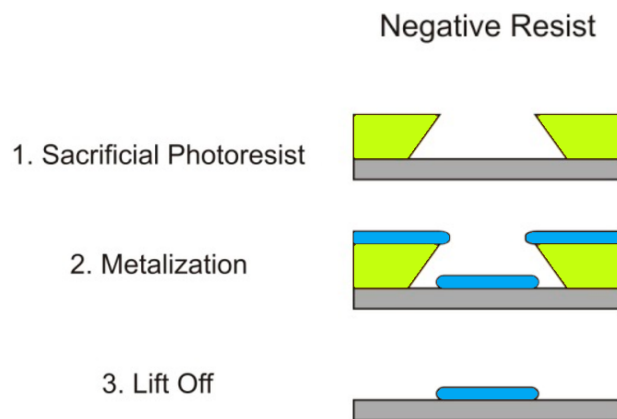 Negative Resist
1. Sacrificial Photoresist
2. Metalization
3. Lift Off